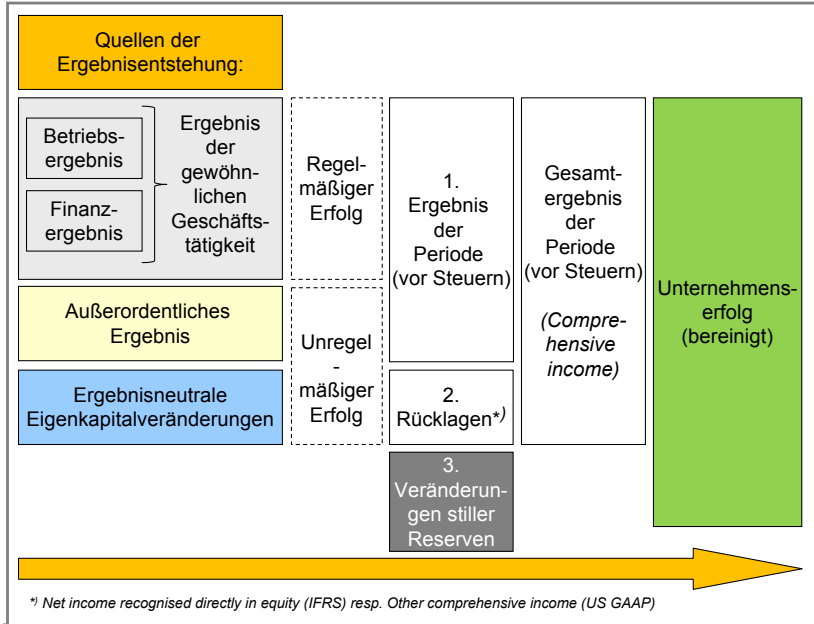 Quellen der
Ergebnisentstehung:
Betriebs-
ergebnis
Finanz-
ergebnis
Ergebnis
der
gewöhn-
lichen
Geschäfts-
tätigkeit
Regel-
mäßiger
Erfolg
1.
Ergebnis
der
Periode
(vor Steuern)
Gesamt-
ergebnis
der
Periode
(vor Steuern)
(Compre-
hensive
income)
Unternehmens-
erfolg
(bereinigt)
Außerordentliches
Ergebnis
Unregel
-
mäßiger
Erfolg
Ergebnisneutrale
Eigenkapitalveränderungen
2.
Rücklagen*)
3.
Veränderun-
gen stiller
Reserven
*) Net income recognised directly in equity (IFRS) resp. Other comprehensive income (US GAAP)